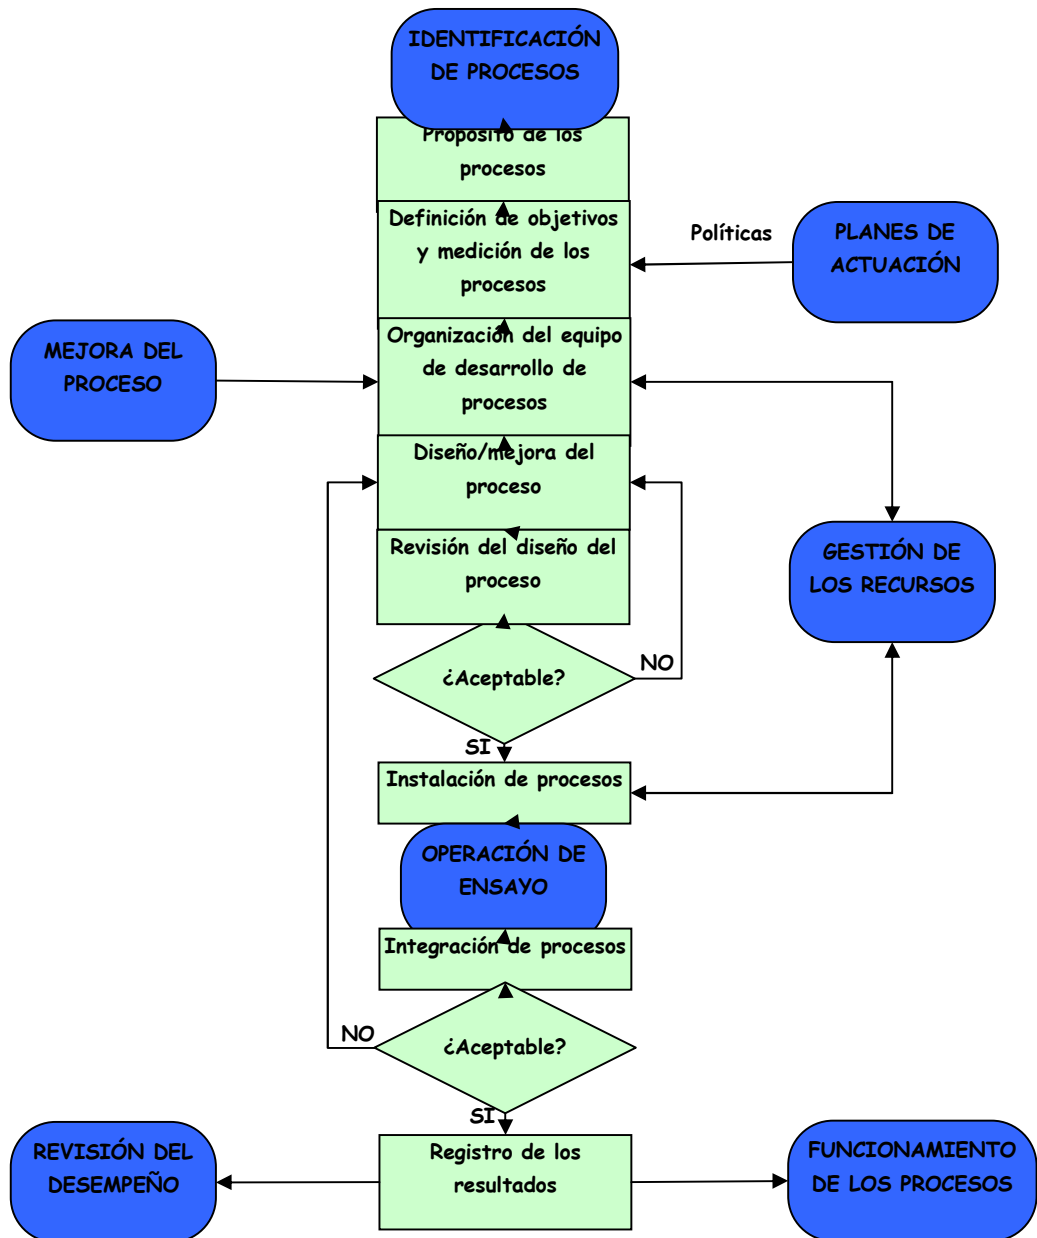 IDENTIFICACIÓN
DE PROCESOS
Propósito de los
procesos
Definición de objetivos
y medición de los
procesos
Políticas
PLANES DE
ACTUACIÓN
Organización del equipo
de desarrollo de
procesos
MEJORA DEL
PROCESO
Diseño/mejora del
proceso
Revisión del diseño del
proceso
GESTIÓN DE
LOS RECURSOS
¿Aceptable?
NO
SI
Instalación de procesos
OPERACIÓN DE
ENSAYO
Integración de procesos
¿Aceptable?
NO
SI
Registro de los
resultados
REVISIÓN DEL
DESEMPEÑO
FUNCIONAMIENTO
DE LOS PROCESOS